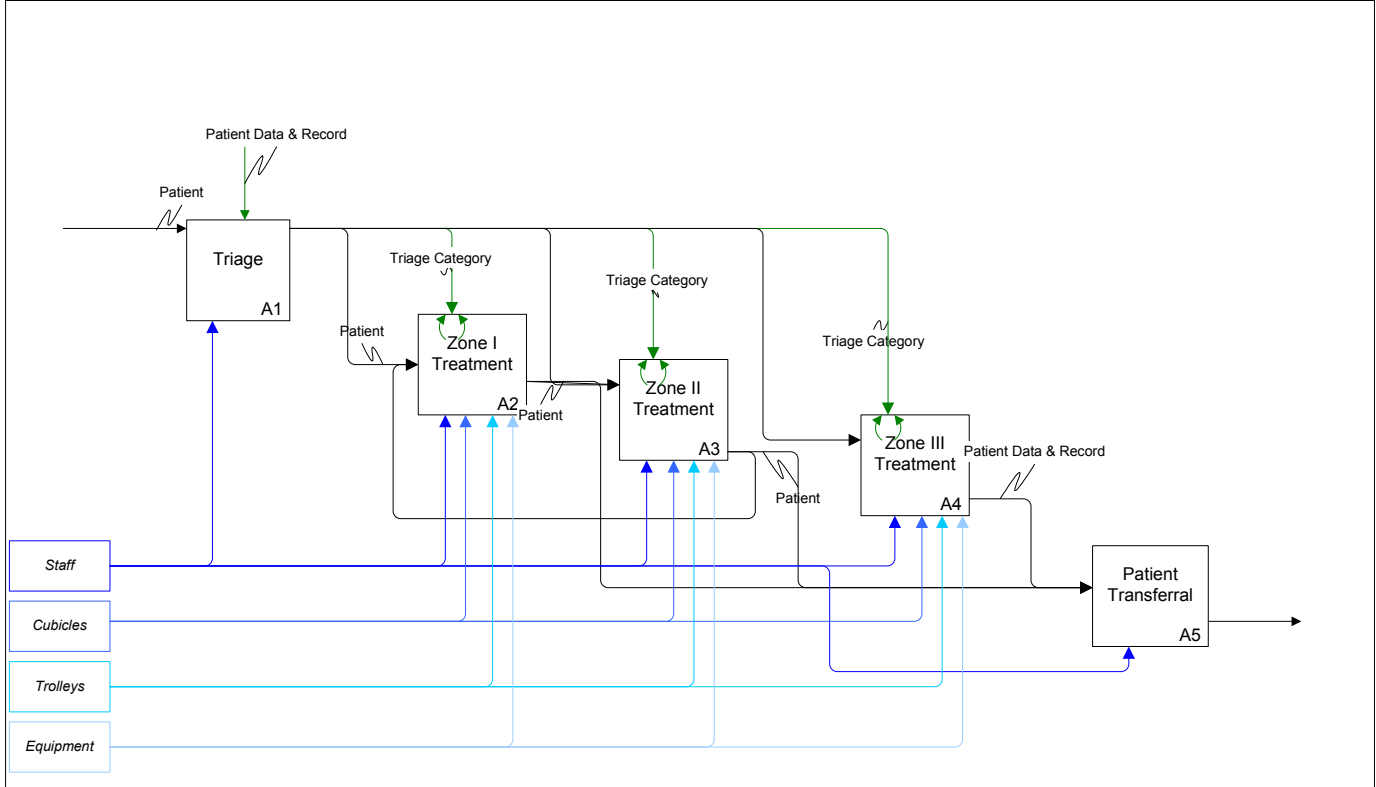 Patient Data & Record
Patient
Triage
A1
Triage Category
Triage Category
Triage Category
Patient
Zone I
Treatment
A2
Patient
Zone II
Treatment
A3
Patient
Zone III
Treatment
A4
Patient Data & Record
Staff
Cubicles
Trolleys
Equipment
Patient
Transferral
A5